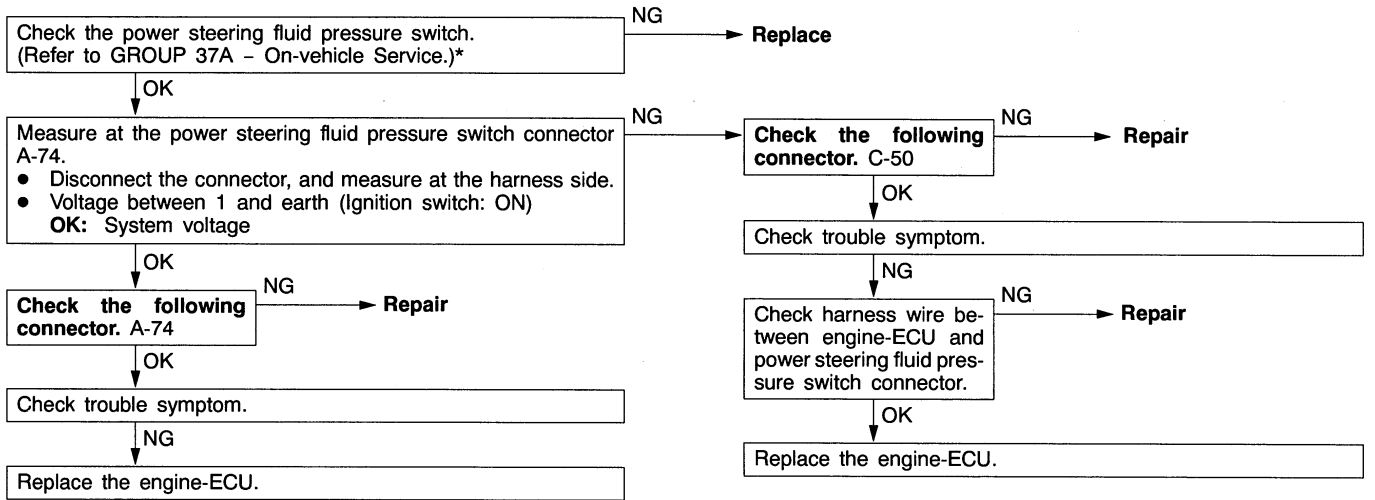 Check the power steering fluid pressure switch.
(Refer to GROUP 37A – On-vehicle Service.)*
NG
Replace
OK
Measure at the power steering fluid pressure switch connector
A-74.
● Disconnect the connector, and measure at the harness side.
● Voltage between 1 and earth (Ignition switch: ON)
OK: System voltage
NG
OK
Check the following
connector. A-74
NG
Repair
OK
Check trouble symptom.
NG
Replace the engine-ECU.
Check the following
connector. C-50
NG
Repair
OK
Check trouble symptom.
NG
Check harness wire be-
tween engine-ECU and
power steering fluid pres-
sure switch connector.
NG
Repair
OK
Replace the engine-ECU.